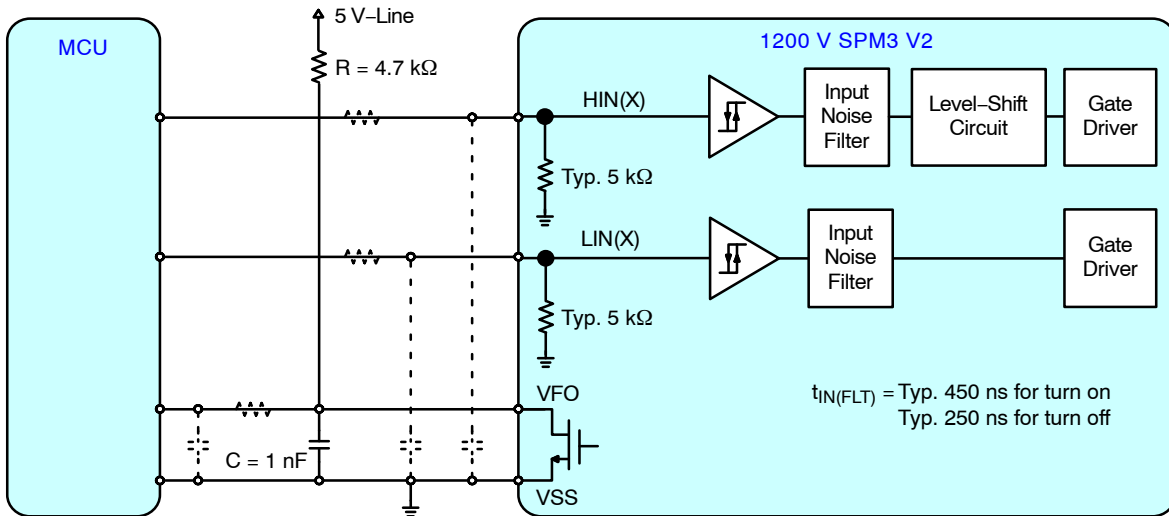 5 V–Line
MCU
1200 V SPM3 V2
R = 4.7 kΩ
HIN(X)
Input
Noise
Filter
Level–Shift
Circuit
Gate
Driver
Typ. 5 kΩ
LIN(X)
Input
Noise
Filter
Gate
Driver
Typ. 5 kΩ
VFO
tIN(FLT) = Typ. 450 ns for turn on
Typ. 250 ns for turn off
C = 1 nF
VSS